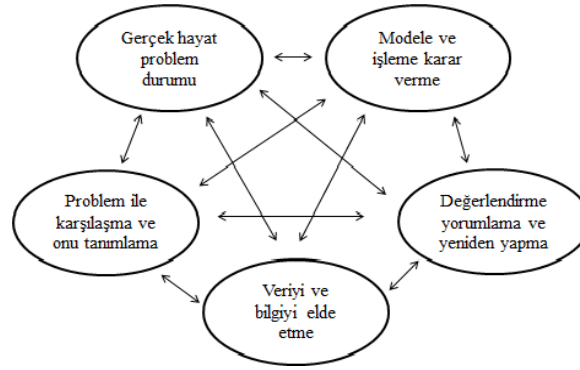 Gerçek hayat
problem
durumu
Modele ve
işleme karar
verme
Problem ile
karşılaşma ve
onu tanımlama
Değerlendirme
yorumlama ve
yeniden yapma
Veriyi ve
bilgiyi elde
etme